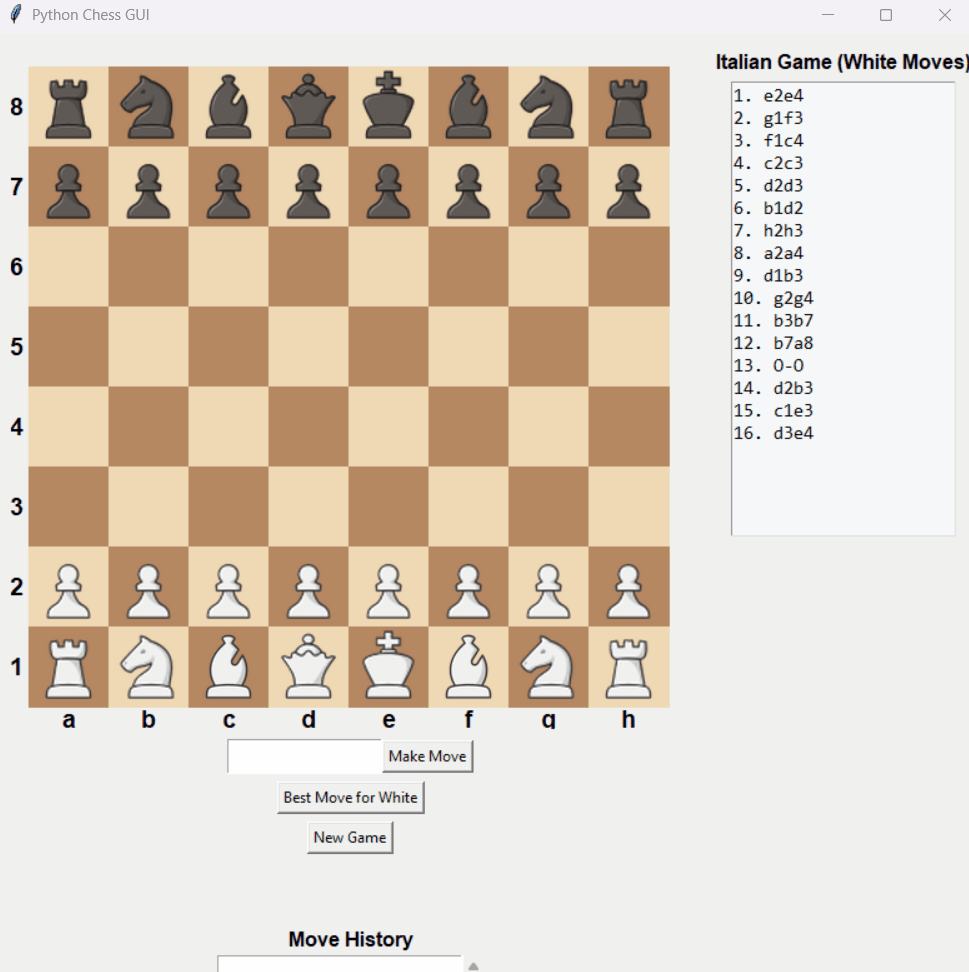 Python Chess GUI
Italian Game (White Moves)
1. e2e4
2. g1f3
3. f1c4
4. c2c3
5. d2d3
6. b1d2
7. h2h3
8. a2a4
9. d1b3
10. g2g4
11. b3b7
12. b7a8
13. O-O
14. d2b3
15. c1e3
16. d3e4
8
7
6
5
4
3
2
1
a b c d e f g h
Make Move
Best Move for White
New Game
Move History